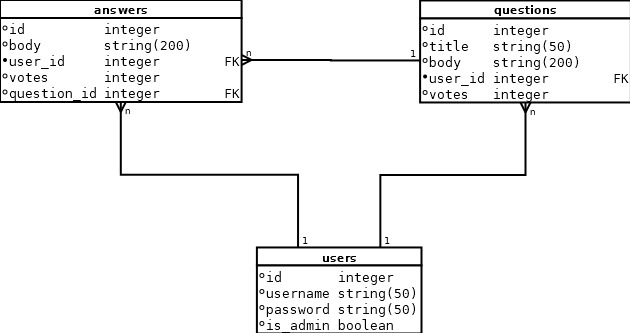 answers
id integer
body string(200)
user_id integer FK
votes integer
question_id integer FK
n
1
questions
id integer
title string(50)
body string(200)
user_id integer FK
votes integer
n
n
1
1
users
id integer
username string(50)
password string(50)
is_admin boolean